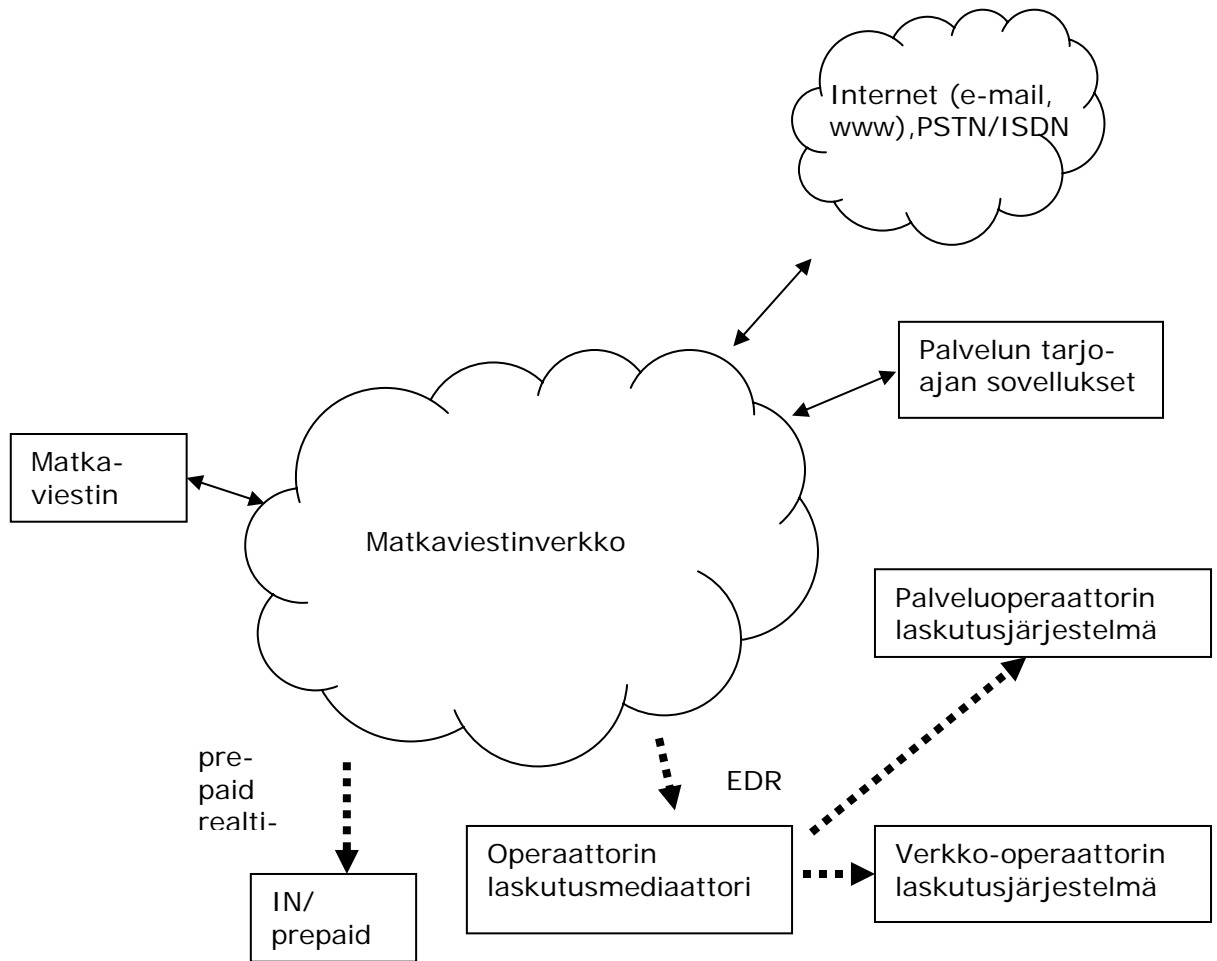 Internet (e-mail,
www),PSTN/ISDN
Palvelun tarjo-
ajan sovellukset
Matka-
viestin
Matkaviestinverkko
Palveluoperaattorin
laskutusjärjestelmä
pre-
paid
realti-
EDR
Operaattorin
laskutusmediaattori
Verkko-operaattorin
laskutusjärjestelmä
IN/
prepaid